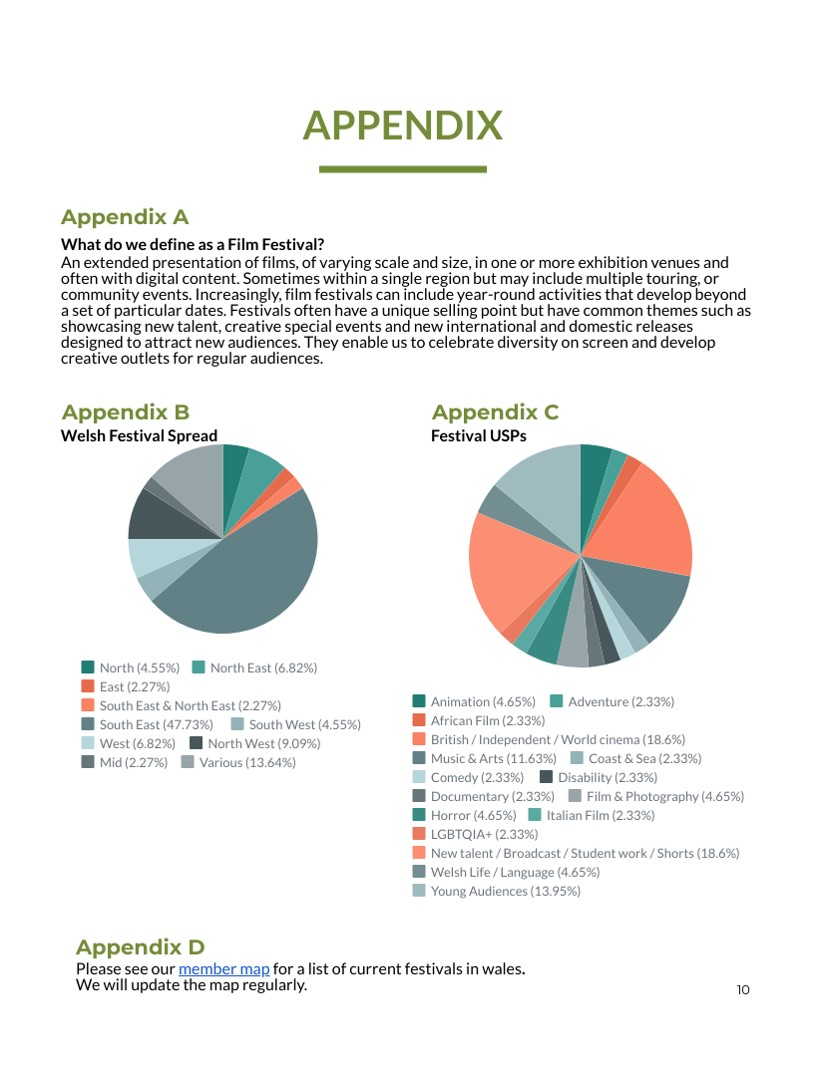 APPENDIX
Appendix A
What do we define as a Film Festival?
An extended presentation of films, of varying scale and size, in one or more exhibition venues and
often with digital content. Sometimes within a single region but may include multiple touring, or
community events. Increasingly, film festivals can include year-round activities that develop beyond
a set of particular dates. Festivals often have a unique selling point but have common themes such as
showcasing new talent, creative special events and new international and domestic releases
designed to attract new audiences. They enable us to celebrate diversity on screen and develop
creative outlets for regular audiences.
Appendix B
Welsh Festival Spread
North (4.55%) North East (6.82%)
East (2.27%)
South East & North East (2.27%)
South East (47.73%) South West (4.55%)
West (6.82%) North West (9.09%)
Mid (2.27%) Various (13.64%)
Appendix C
Festival USPs
Animation (4.65%) Adventure (2.33%)
African Film (2.33%)
British / Independent / World cinema (18.6%)
Music & Arts (11.63%) Coast & Sea (2.33%)
Comedy (2.33%) Disability (2.33%)
Documentary (2.33%) Film & Photography (4.65%)
Horror (4.65%) Italian Film (2.33%)
LGBTQIA+ (2.33%)
New talent / Broadcast / Student work / Shorts (18.6%)
Welsh Life / Language (4.65%)
Young Audiences (13.95%)
Appendix D
Please see our member map for a list of current festivals in wales.
We will update the map regularly.
10